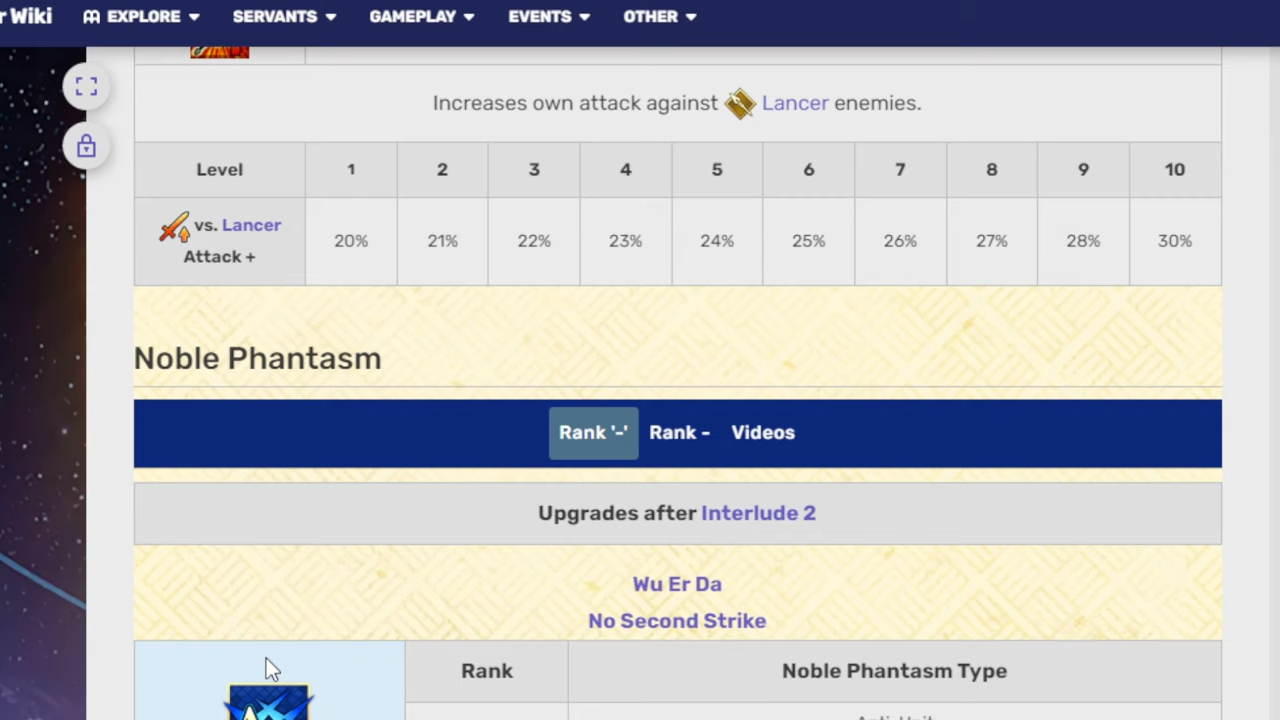 r Wiki EXPLORE SERVANTS GAMEPLAY EVENTS OTHER
Increases own attack against Lancer enemies.
Level 1 2 3 4 5 6 7 8 9 10
vs. Lancer
Attack + 20% 21% 22% 23% 24% 25% 26% 27% 28% 30%
Noble Phantasm
Rank '-' Rank - Videos
Upgrades after Interlude 2
Wu Er Da
No Second Strike
Rank Noble Phantasm Type
Anti-Unit